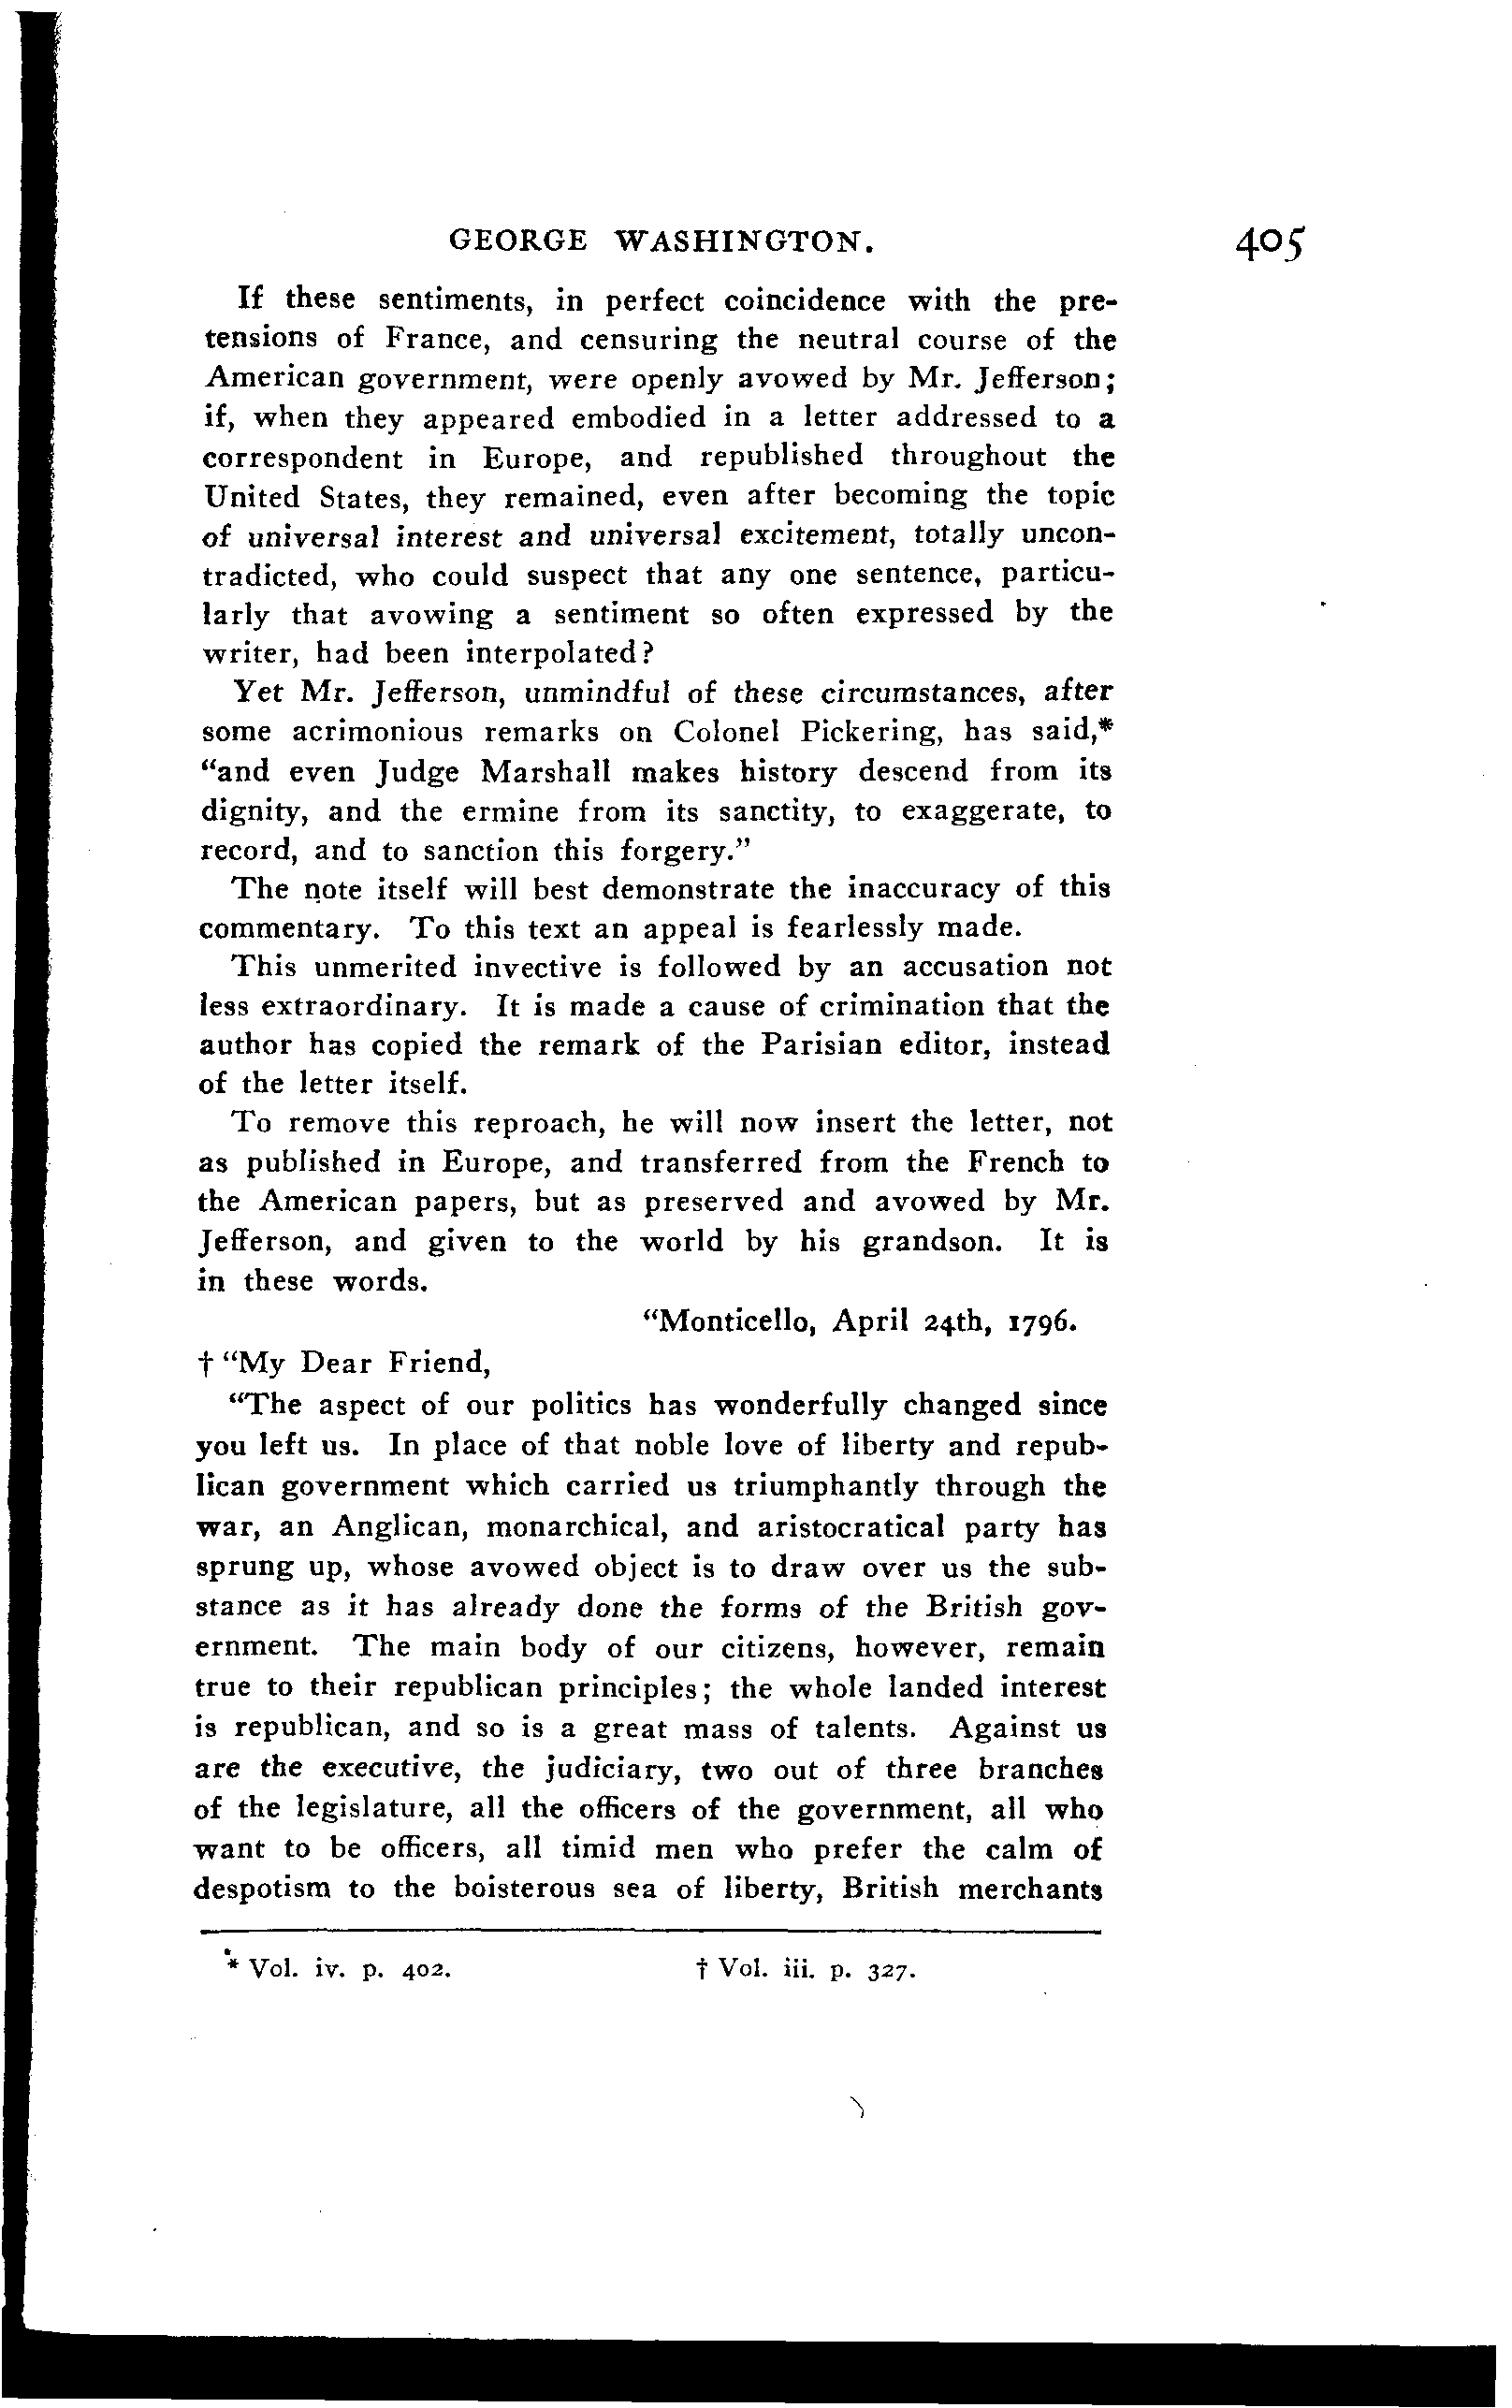 GEORGE WASHINGTON. 405
If these sentiments, in perfect coincidence with the pre-
tensions of France, and censuring the neutral course of the
American government, were openly avowed by Mr. Jefferson;
if, when they appeared embodied in a letter addressed to a
correspondent in Europe, and republished throughout the
United States, they remained, even after becoming the topic
of universal interest and universal excitement, totally uncon-
tradicted, who could suspect that any one sentence, particu-
larly that avowing a sentiment so often expressed by the
writer, had been interpolated?
Yet Mr. Jefferson, unmindful of these circumstances, after
some acrimonious remarks on Colonel Pickering, has said,*
“and even Judge Marshall makes history descend from its
dignity, and the ermine from its sanctity, to exaggerate, to
record, and to sanction this forgery.”
The note itself will best demonstrate the inaccuracy of this
commentary. To this text an appeal is fearlessly made.
This unmerited invective is followed by an accusation not
less extraordinary. It is made a cause of crimination that the
author has copied the remark of the Parisian editor, instead
of the letter itself.
To remove this reproach, he will now insert the letter, not
as published in Europe, and transferred from the French to
the American papers, but as preserved and avowed by Mr.
Jefferson, and given to the world by his grandson. It is
in these words.
“Monticello, April 24th, 1796.
† “My Dear Friend,
“The aspect of our politics has wonderfully changed since
you left us. In place of that noble love of liberty and repub-
lican government which carried us triumphantly through the
war, an Anglican, monarchical, and aristocratical party has
sprung up, whose avowed object is to draw over us the sub-
stance as it has already done the forms of the British gov-
ernment. The main body of our citizens, however, remain
true to their republican principles; the whole landed interest
is republican, and so is a great mass of talents. Against us
are the executive, the judiciary, two out of three branches
of the legislature, all the officers of the government, all who
want to be officers, all timid men who prefer the calm of
despotism to the boisterous sea of liberty, British merchants
* Vol. iv. p. 402. † Vol. iii. p. 327.